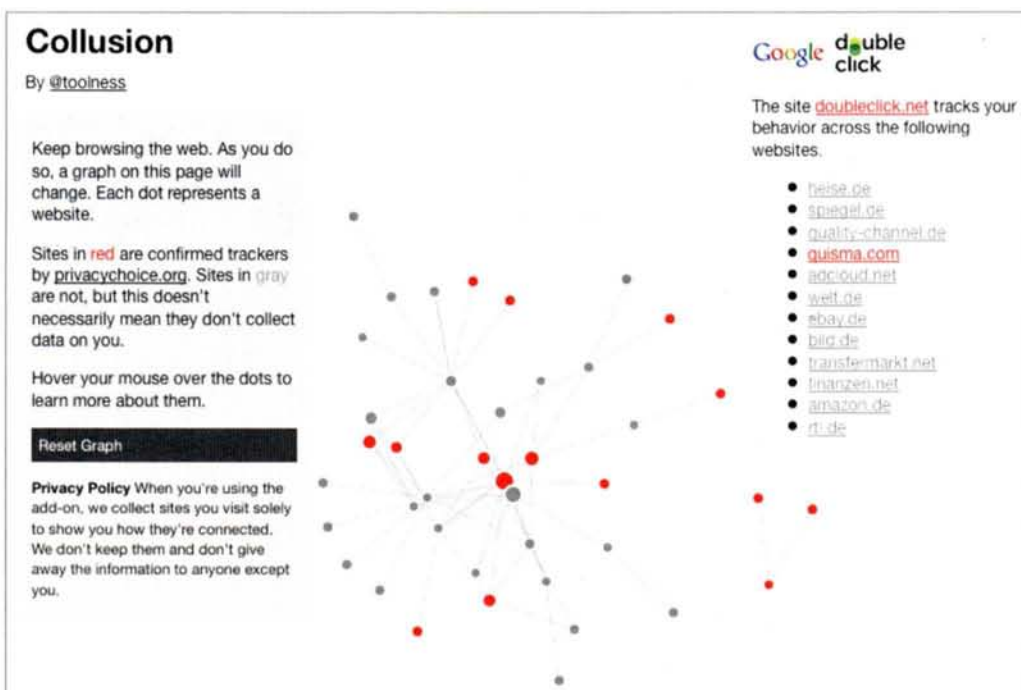 Collusion
By @toolness
Keep browsing the web. As you do
so, a graph on this page will
change. Each dot represents a
website.
Sites in red are confirmed trackers
by privacychoice.org. Sites in gray
are not, but this doesn't
necessarily mean they don't collect
data on you.
Hover your mouse over the dots to
learn more about them.
Reset Graph
Privacy Policy When you're using the
add-on, we collect sites you visit solely
to show you how they're connected.
We don't keep them and don't give
away the information to anyone except
you.
Google double
click
The site doubleclick.net tracks your
behavior across the following
websites.
heise.de
spiegel.de
quality-channel.de
quisma.com
adcloud.net
welt.de
ebay.de
bild.de
transfermarkt.net
finanzen.net
amazon.de
rtl.de